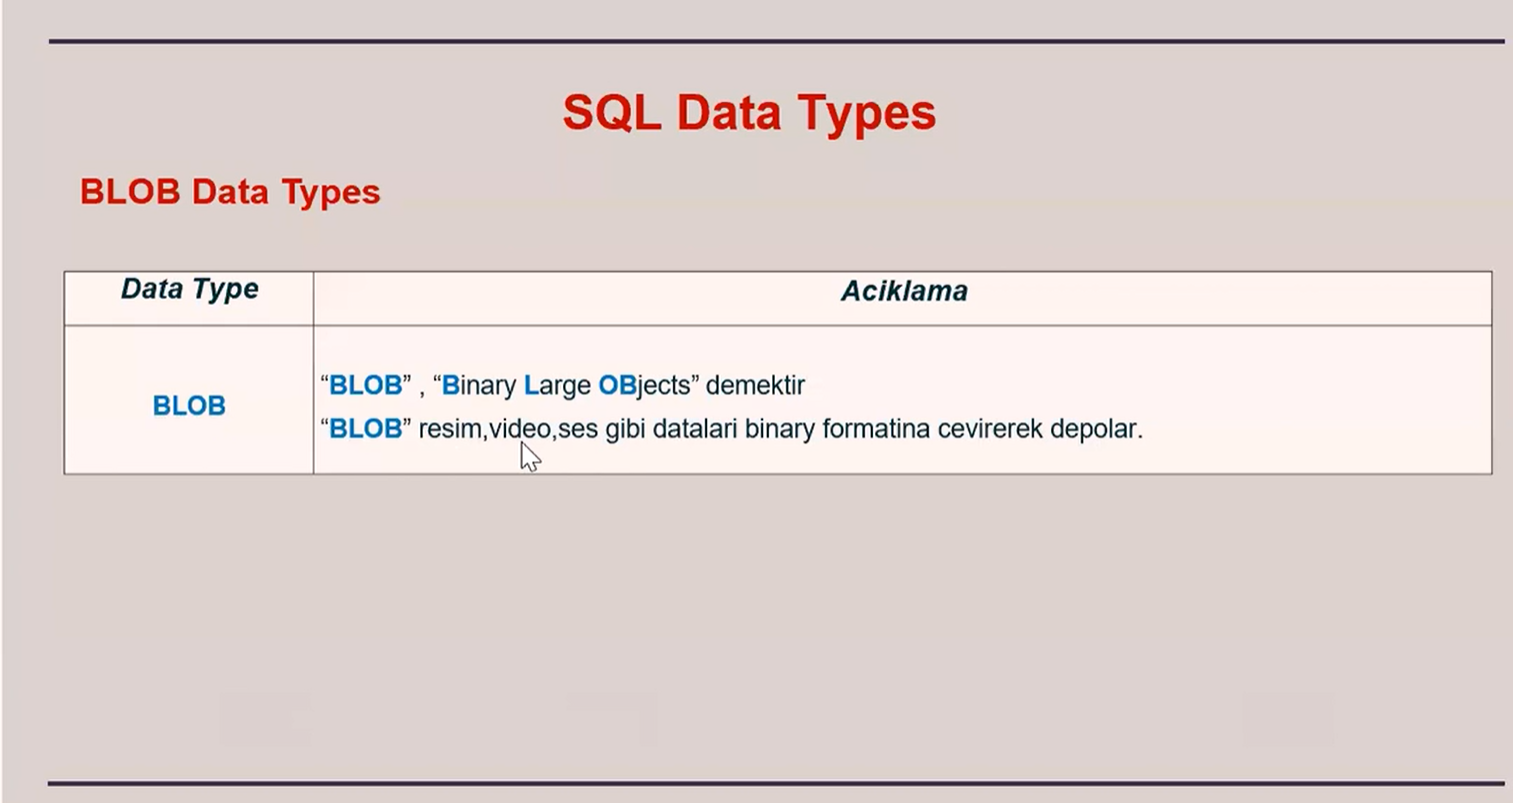 SQL Data Types
BLOB Data Types
Data Type
Aciklama
BLOB
“BLOB” , “Binary Large OBjects” demektir
“BLOB” resim,video,ses gibi datalari binary formatina cevirerek depolar.